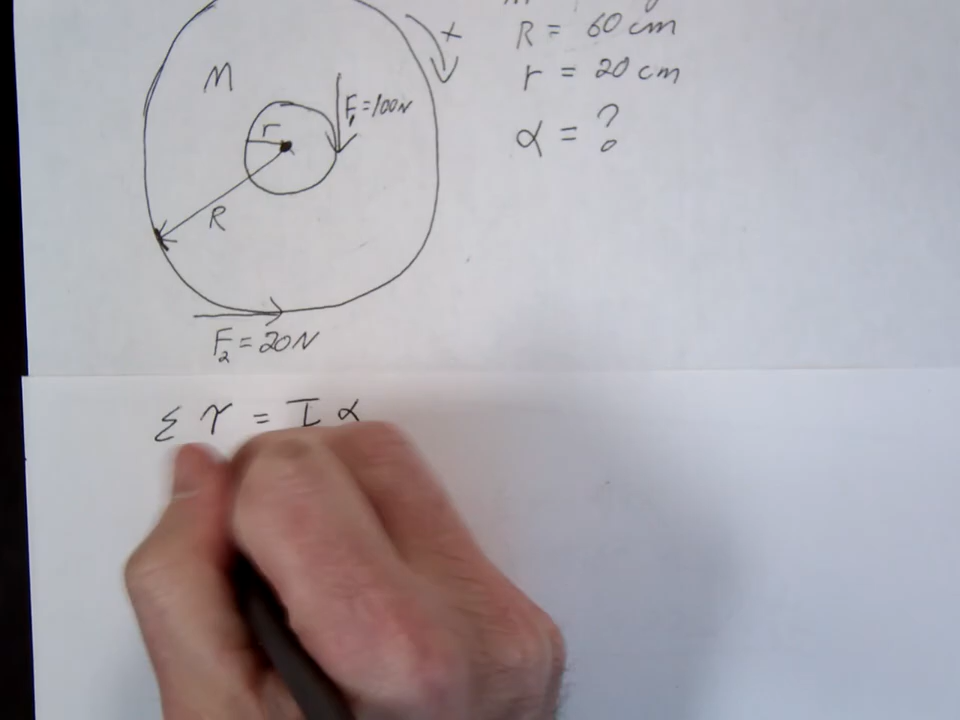 R = 60 cm
M
r = 20 cm
F₁ = 100N
r
α = ?
R
F₂ = 20N
Σ τ = I α